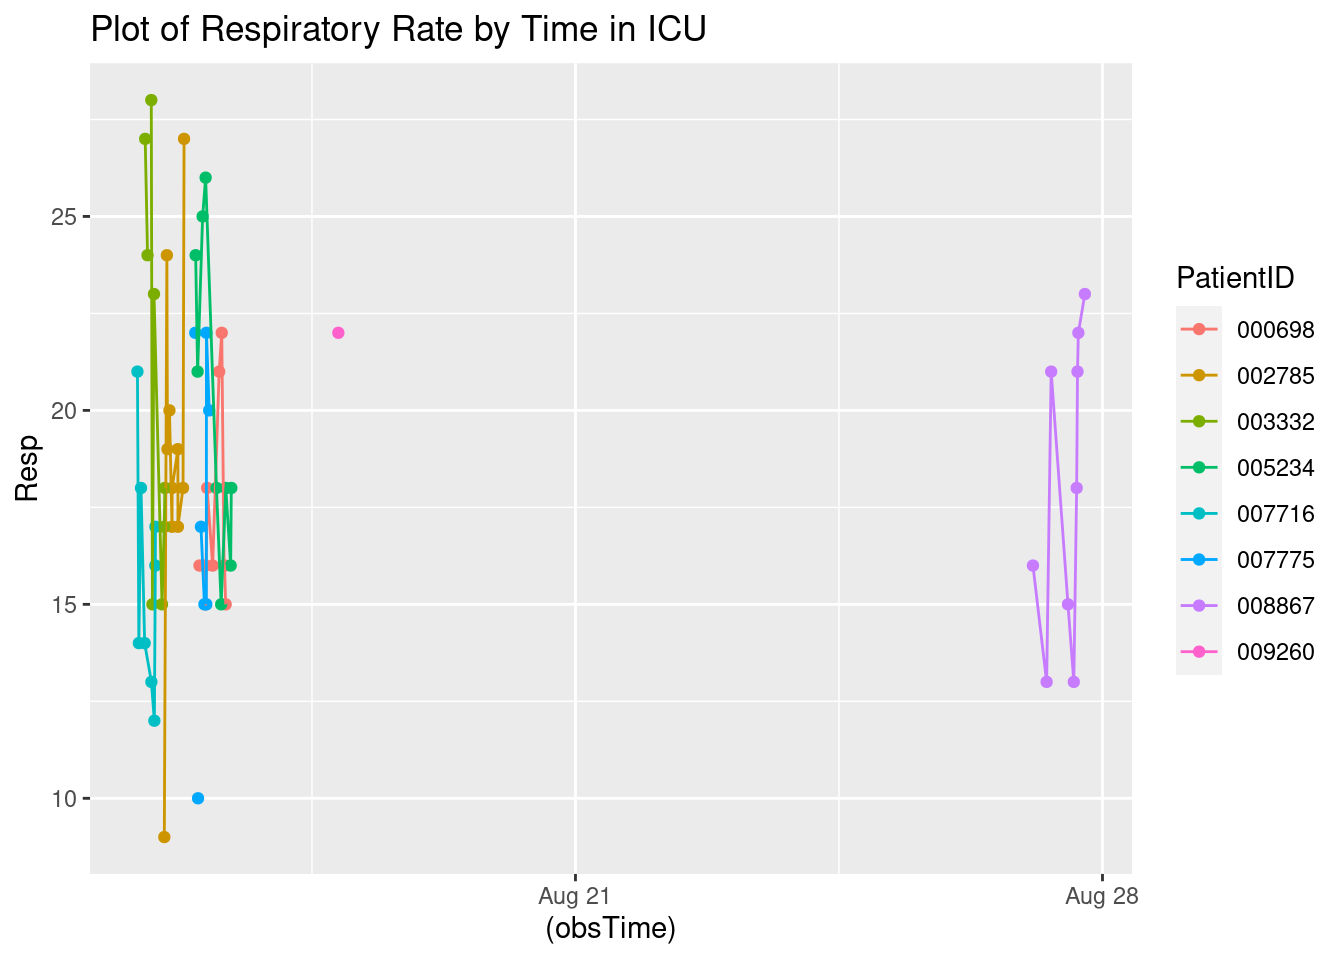 Plot of Respiratory Rate by Time in ICU
Resp
25
20
15
10
Aug 21
Aug 28
(obsTime)
PatientID
000698
002785
003332
005234
007716
007775
008867
009260